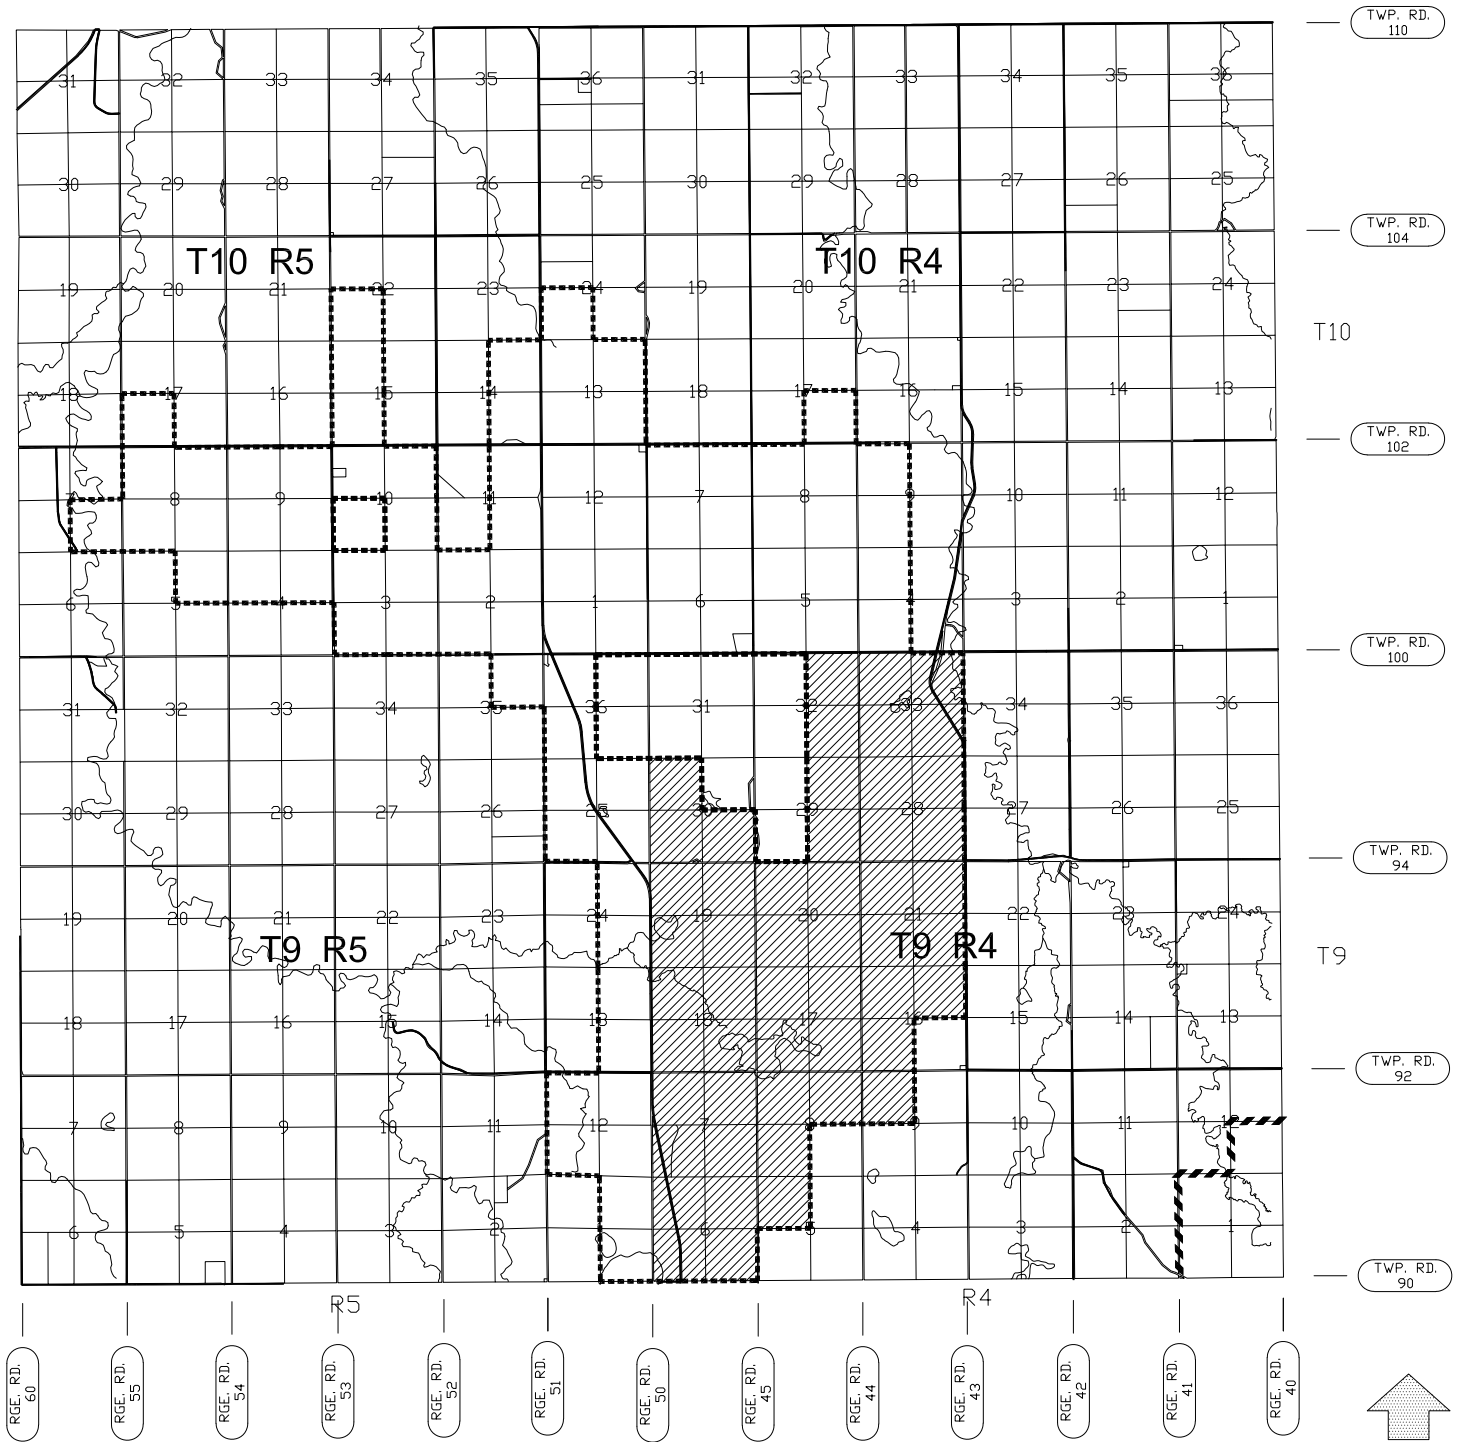 TWP. RD.
110
31 32 33 34 35 36 31 32 33 34 35 36
30 29 28 27 26 25 30 29 28 27 26 25
TWP. RD.
104
T10 R5 T10 R4
19 20 21 22 23 24 19 20 21 22 23 24
T10
18 17 16 15 14 13 18 17 16 15 14 13
TWP. RD.
102
7 8 9 10 11 12 7 8 9 10 11 12
6 5 4 3 2 1 6 5 4 3 2 1
TWP. RD.
100
31 32 33 34 35 36 31 32 33 34 35 36
30 29 28 27 26 25 30 29 28 27 26 25
TWP. RD.
94
19 20 21 22 23 24 19 20 21 22 23 24
T9 R5 T9 R4
T9
18 17 16 15 14 13 18 17 16 15 14 13
TWP. RD.
92
7 8 9 10 11 12 7 8 9 10 11 12
6 5 4 3 2 6 5 4 3 2 1
TWP. RD.
90
R5 R4
RGE. RD.
60
RGE. RD.
55
RGE. RD.
54
RGE. RD.
53
RGE. RD.
52
RGE. RD.
51
RGE. RD.
50
RGE. RD.
45
RGE. RD.
44
RGE. RD.
43
RGE. RD.
42
RGE. RD.
41
RGE. RD.
40